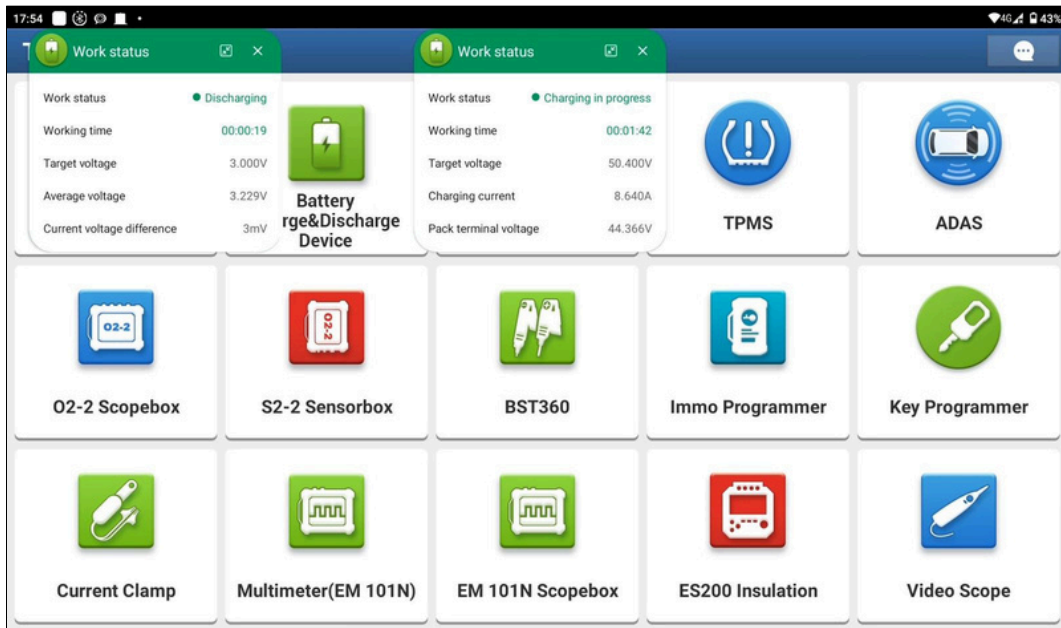 17:54
4G 43%
Work status
Work status
Work status Discharging
Working time 00:00:19
Target voltage 3.000V
Average voltage 3.229V
Current voltage difference 3mV
Work status Charging in progress
Working time 00:01:42
Target voltage 50.400V
Charging current 8.640A
Pack terminal voltage 44.366V
Battery
rge&Discharge
Device
TPMS
ADAS
O2-2
O2-2 Scopebox
O2-2
S2-2 Sensorbox
BST360
Immo Programmer
Key Programmer
Current Clamp
Multimeter(EM 101N)
EM 101N Scopebox
ES200 Insulation
Video Scope